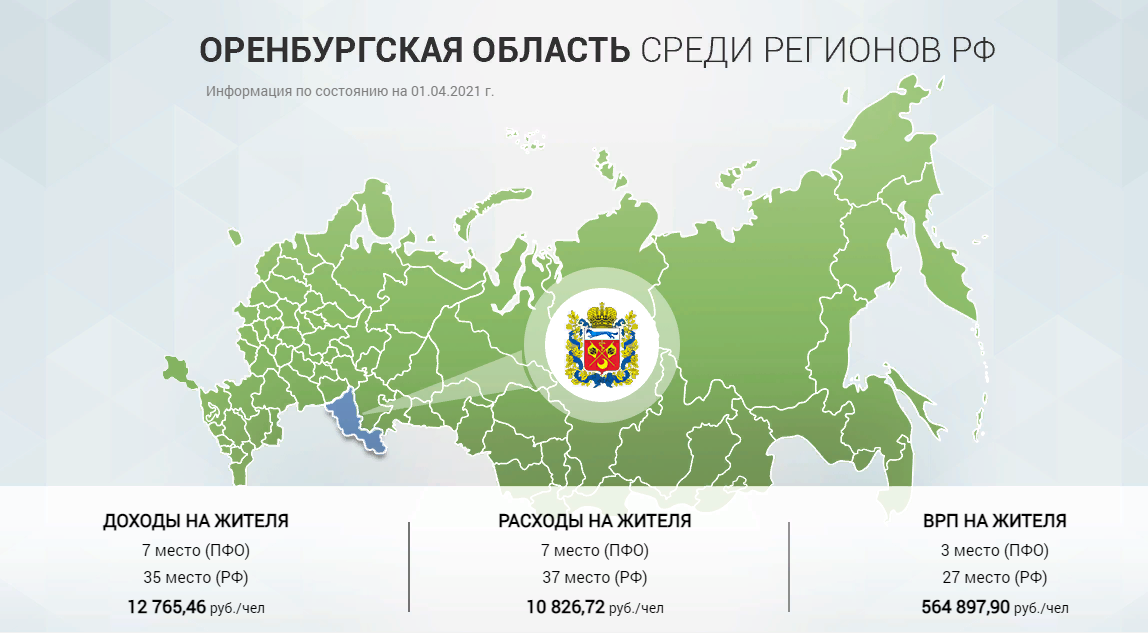 ОРЕНБУРГСКАЯ ОБЛАСТЬ СРЕДИ РЕГИОНОВ РФ
Информация по состоянию на 01.04.2021 г.
ДОХОДЫ НА ЖИТЕЛЯ
7 место (ПФО)
35 место (РФ)
12 765,46 руб./чел
РАСХОДЫ НА ЖИТЕЛЯ
7 место (ПФО)
37 место (РФ)
10 826,72 руб./чел
ВРП НА ЖИТЕЛЯ
3 место (ПФО)
27 место (РФ)
564 897,90 руб./чел